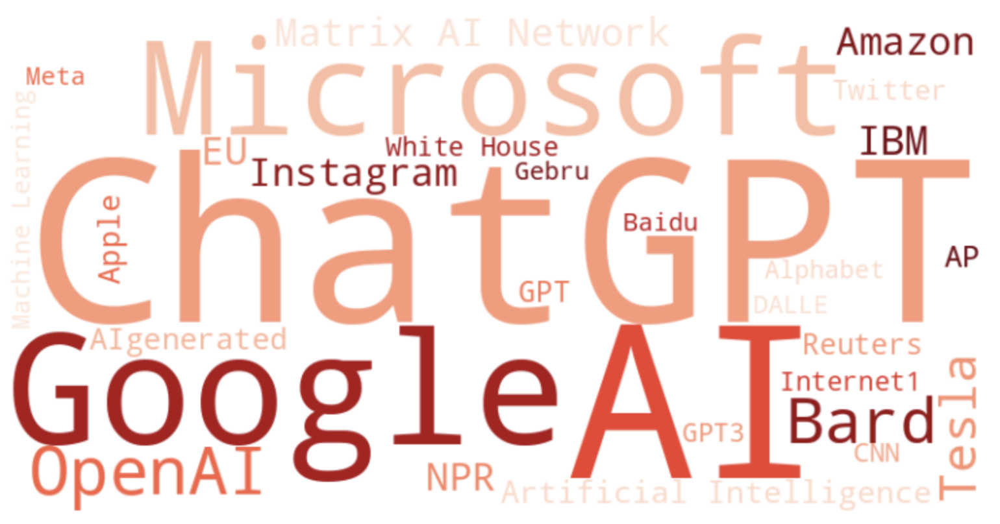 Matrix AI Network
Microsoft
Amazon
Meta
Twitter
Machine Learning
EU
White House
IBM
Instagram
Gebru
ChatGPT
Apple
Baidu
AP
Alphabet
GPT
DALLE
AIgenerated
Google
AI
Reuters
Internet1
Bard
Tesla
GPT3
CNN
OpenAI
NPR
Artificial Intelligence